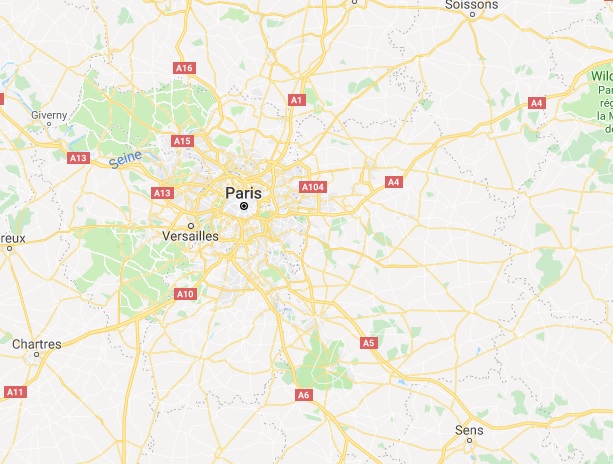 Soissons
A16
Wild
Par
rég
la M
de
A1
A4
Giverny
A15
A13
Seine
A4
A13
A104
Paris
Versailles
reux
A10
Chartres
A5
A11
A6
Sens